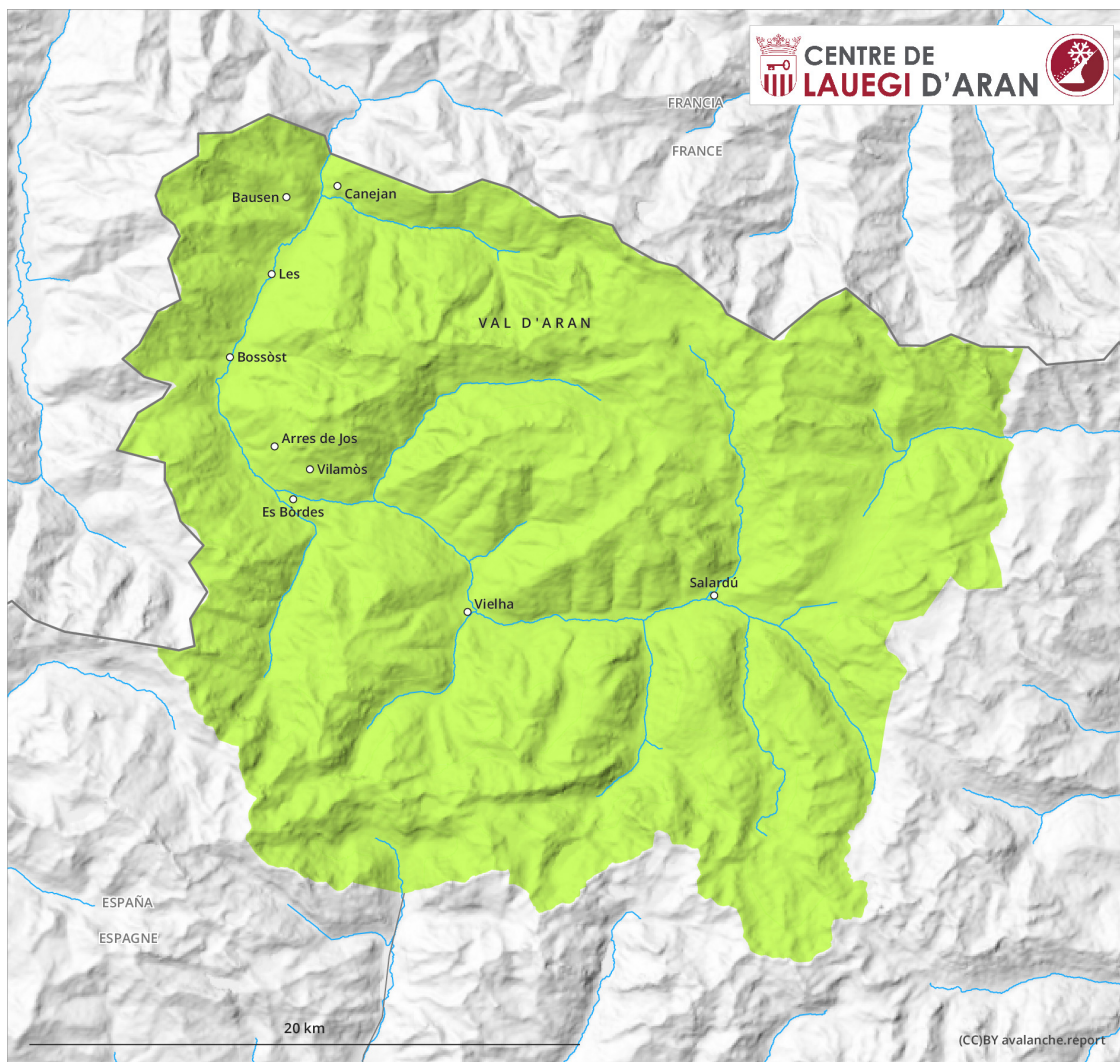 CENTRE DE
LAUEGI D'ARAN
FRANCIA
FRANCE
Canejan
Bausen
Les
VAL D'ARAN
Bossòst
Arres de Jos
Vilamòs
Es Bòrdes
Salardú
Vielha
ESPAÑA
ESPAGNE
20 km
(CC)BY avalanche.report